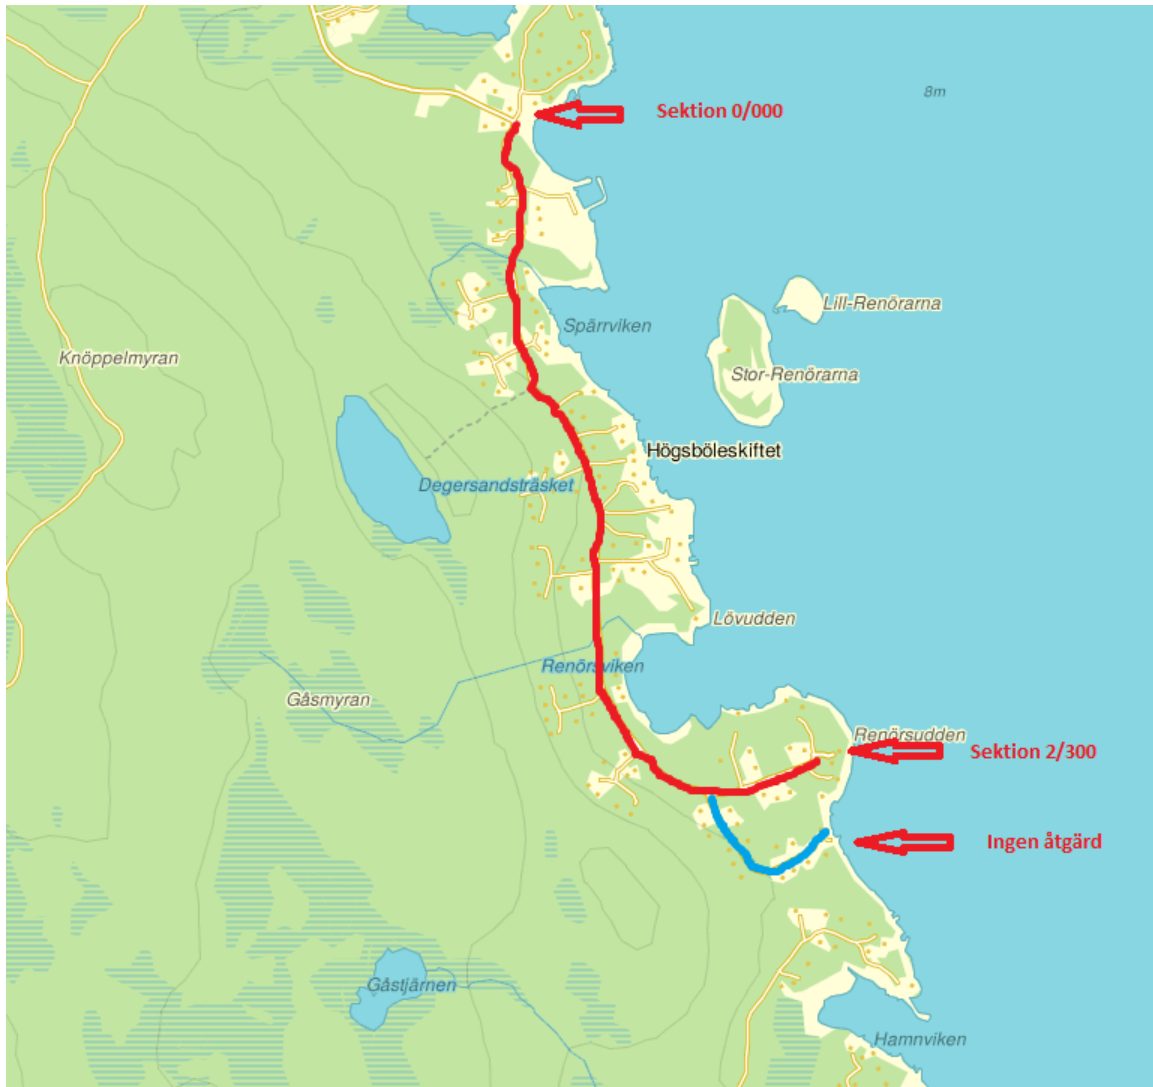 8m
Sektion 0/000
Lill-Renörarna
Spärrviken
Knöppelmyran
Stor-Renörarna
Högsböleskiftet
Degersandsträsket
Lövudden
Renörsviken
Gåsmyran
Renörsudden
Sektion 2/300
Ingen åtgärd
Gåstjärnen
Hamnviken